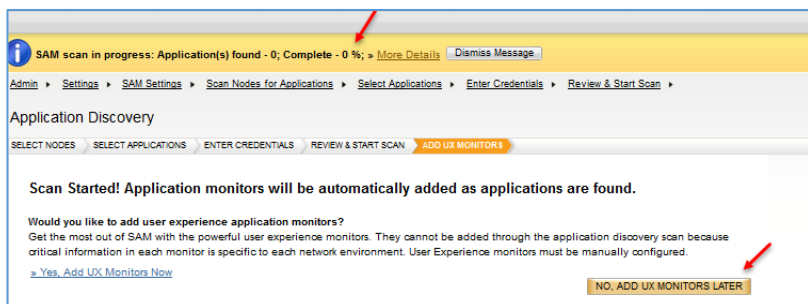 SAM scan in progress: Application(s) found - 0; Complete - 0 %; » More Details Dismiss Message
Admin ▸ Settings ▸ SAM Settings ▸ Scan Nodes for Applications ▸ Select Applications ▸ Enter Credentials ▸ Review & Start Scan ▸
Application Discovery
SELECT NODES SELECT APPLICATIONS ENTER CREDENTIALS REVIEW & START SCAN ADD UX MONITORS
Scan Started! Application monitors will be automatically added as applications are found.
Would you like to add user experience application monitors?
Get the most out of SAM with the powerful user experience monitors. They cannot be added through the application discovery scan because
critical information in each monitor is specific to each network environment. User Experience monitors must be manually configured.
» Yes, Add UX Monitors Now
NO, ADD UX MONITORS LATER